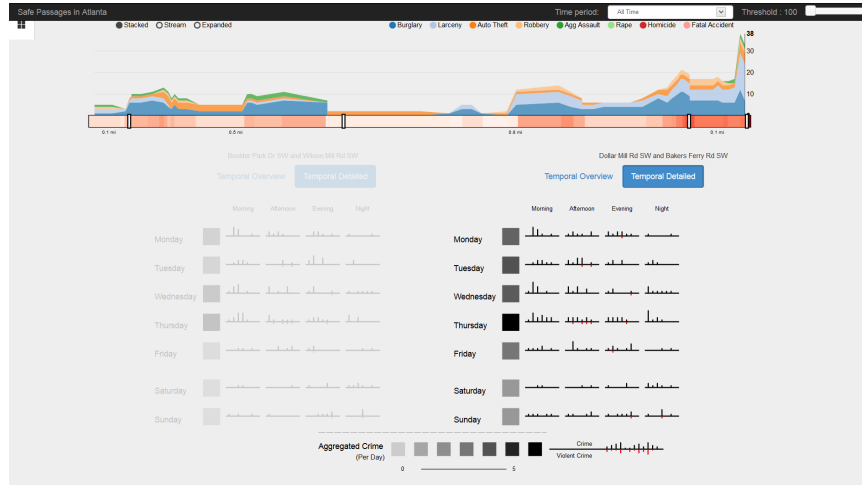 Safe Passages in Atlanta
Time period: All Time
Threshold : 100
Stacked Stream Expanded
Burglary Larceny Auto Theft Robbery Agg Assault Rape Homicide Fatal Accident
38
30
20
10
0.1 mi 0.5 mi 0.8 mi 0.1 mi
Boulder Park Dr SW and Wilson Mill Rd SW
Temporal Overview Temporal Detailed
Morning Afternoon Evening Night
Monday
Tuesday
Wednesday
Thursday
Friday
Saturday
Sunday
Dollar Mill Rd SW and Bakers Ferry Rd SW
Temporal Overview Temporal Detailed
Morning Afternoon Evening Night
Monday
Tuesday
Wednesday
Thursday
Friday
Saturday
Sunday
Aggregated Crime
(Per Day)
0 5
Crime
Violent Crime